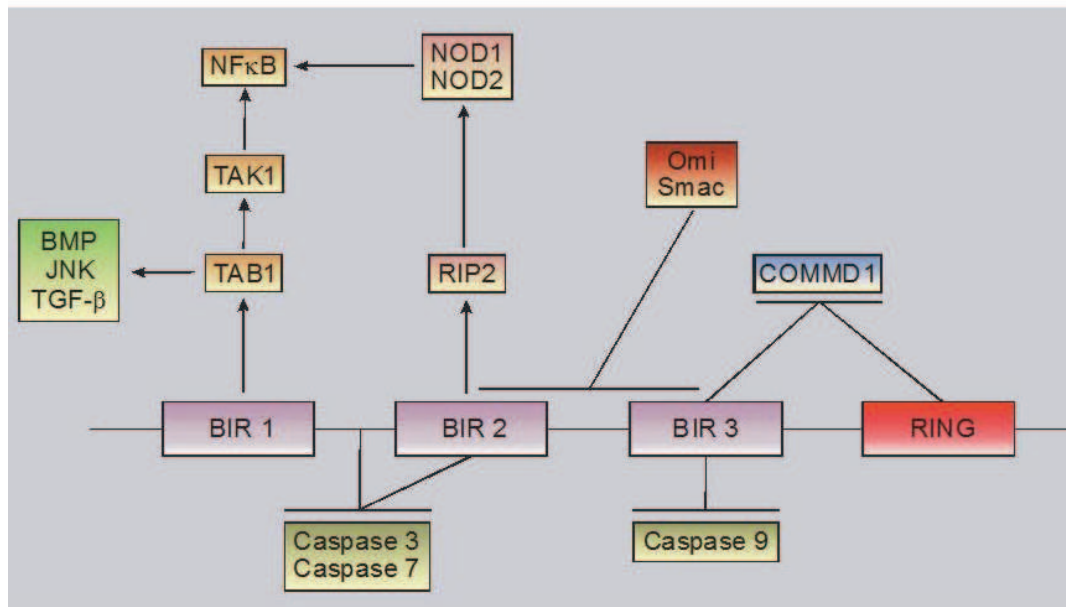 NFκB
NOD1
NOD2
TAK1
Omi
Smac
BMP
JNK
TGF-β
TAB1
RIP2
COMMD1
BIR 1
BIR 2
BIR 3
RING
Caspase 3
Caspase 7
Caspase 9